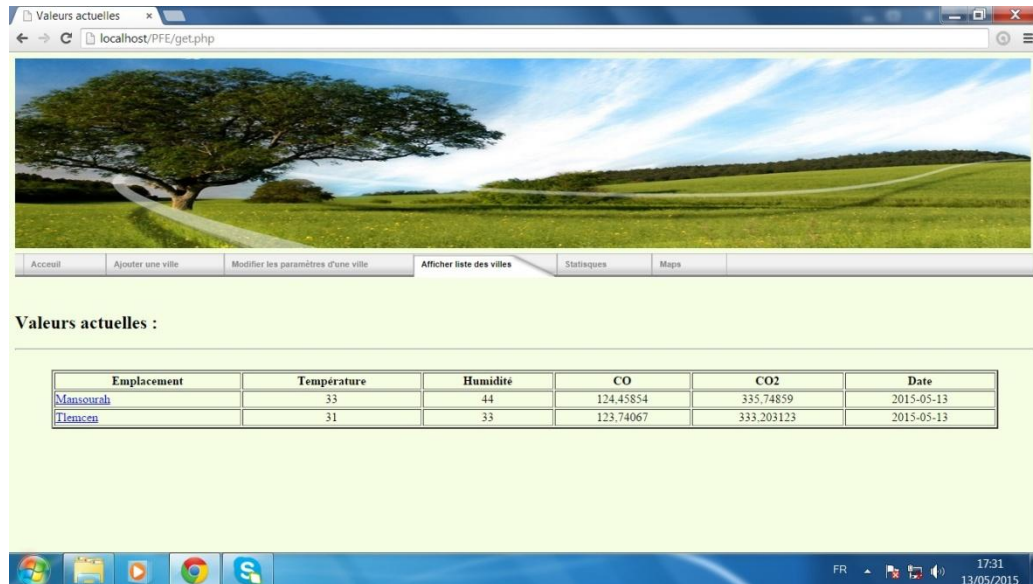 Valeurs actuelles
localhost/PFE/get.php
Acceuil Ajouter une ville Modifier les paramètres d'une ville Afficher liste des villes Statisques Maps
Valeurs actuelles :
Emplacement Température Humidité CO CO2 Date
Mansourah 33 44 124,45854 335,74859 2015-05-13
Tlemcen 31 33 123,74067 333,203123 2015-05-13
FR 17:31
13/05/2015